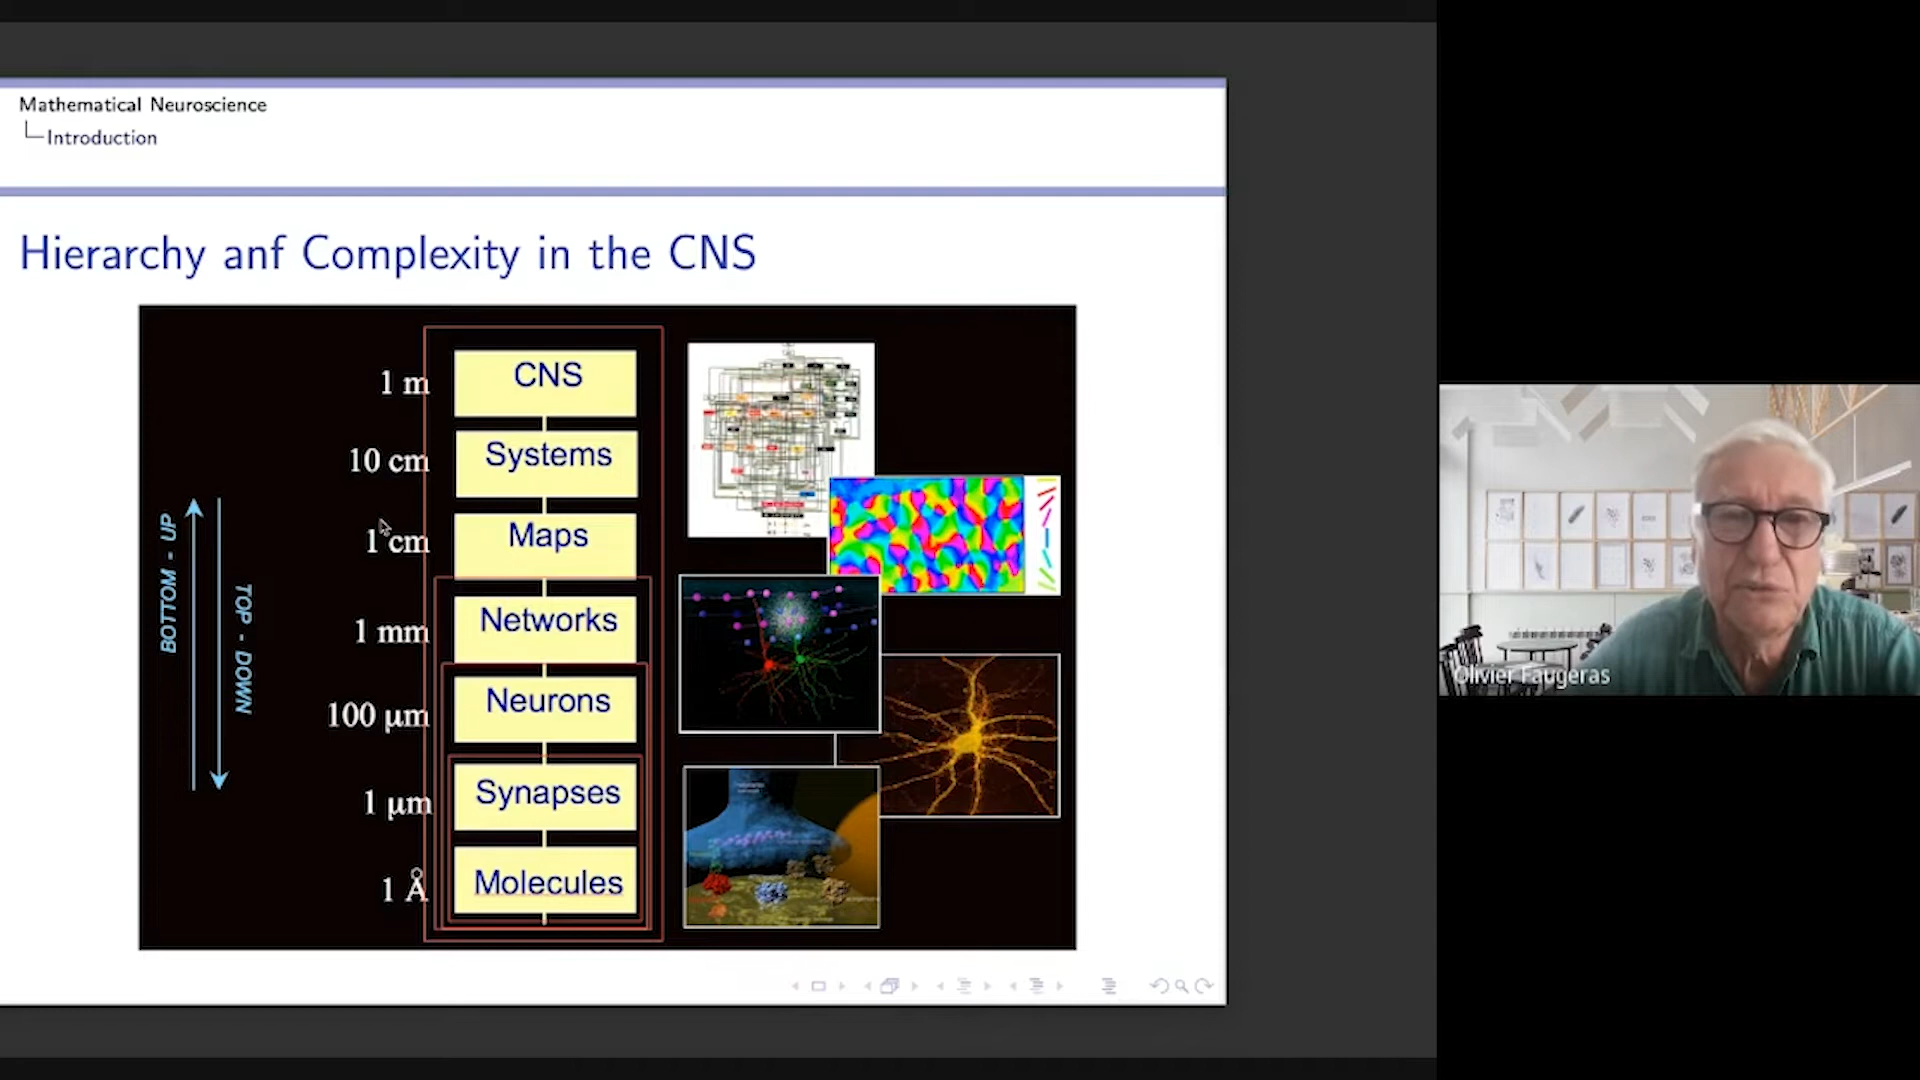 Mathematical Neuroscience
Introduction
Hierarchy anf Complexity in the CNS
BOTTOM - UP
TOP - DOWN
1 m
CNS
10 cm
Systems
1 cm
Maps
1 mm
Networks
100 µm
Neurons
1 µm
Synapses
1 Å
Molecules
Olivier Faugeras